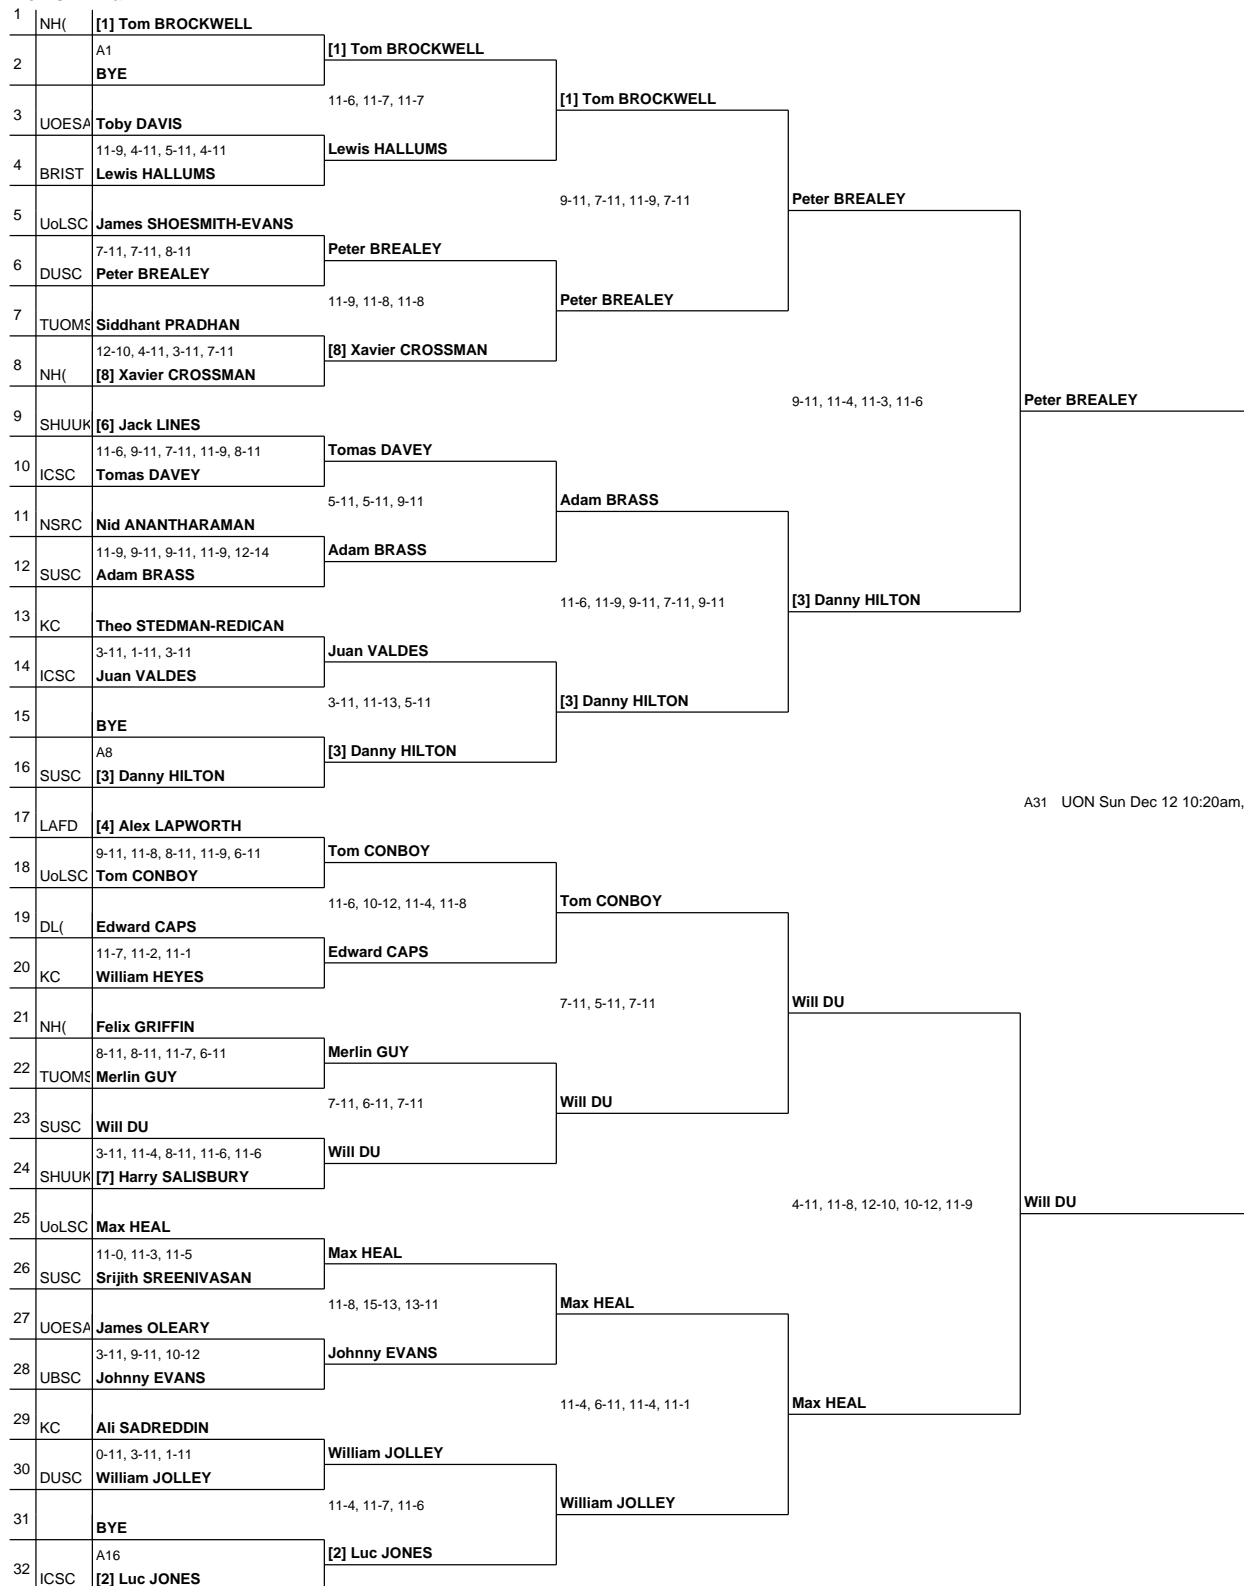 1 NH( [1] Tom BROCKWELL
A1 [1] Tom BROCKWELL
2 BYE
11-6, 11-7, 11-7 [1] Tom BROCKWELL
3 UOESA Toby DAVIS
11-9, 4-11, 5-11, 4-11 Lewis HALLUMS
4 BRIST Lewis HALLUMS
9-11, 7-11, 11-9, 7-11 Peter BREALEY
5 UoLSC James SHOESMITH-EVANS
7-11, 7-11, 8-11 Peter BREALEY
6 DUSC Peter BREALEY
11-9, 11-8, 11-8 Peter BREALEY
7 TUOMS Siddhant PRADHAN
12-10, 4-11, 3-11, 7-11 [8] Xavier CROSSMAN
8 NH( [8] Xavier CROSSMAN
9-11, 11-4, 11-3, 11-6 Peter BREALEY
9 SHUUK [6] Jack LINES
11-6, 9-11, 7-11, 11-9, 8-11 Tomas DAVEY
10 ICSC Tomas DAVEY
5-11, 5-11, 9-11 Adam BRASS
11 NSRC Nid ANANTHARAMAN
11-9, 9-11, 9-11, 11-9, 12-14 Adam BRASS
12 SUSC Adam BRASS
11-6, 11-9, 9-11, 7-11, 9-11 [3] Danny HILTON
13 KC Theo STEDMAN-REDICAN
3-11, 1-11, 3-11 Juan VALDES
14 ICSC Juan VALDES
3-11, 11-13, 5-11 [3] Danny HILTON
15 BYE
A8 [3] Danny HILTON
16 SUSC [3] Danny HILTON
A31 UON Sun Dec 12 10:20am,
17 LAFD [4] Alex LAPWORTH
9-11, 11-8, 8-11, 11-9, 6-11 Tom CONBOY
18 UoLSC Tom CONBOY
11-6, 10-12, 11-4, 11-8 Tom CONBOY
19 DL( Edward CAPS
11-7, 11-2, 11-1 Edward CAPS
20 KC William HEYES
7-11, 5-11, 7-11 Will DU
21 NH( Felix GRIFFIN
8-11, 8-11, 11-7, 6-11 Merlin GUY
22 TUOMS Merlin GUY
7-11, 6-11, 7-11 Will DU
23 SUSC Will DU
3-11, 11-4, 8-11, 11-6, 11-6 Will DU
24 SHUUK [7] Harry SALISBURY
4-11, 11-8, 12-10, 10-12, 11-9 Will DU
25 UoLSC Max HEAL
11-0, 11-3, 11-5 Max HEAL
26 SUSC Srijith SREENIVASAN
11-8, 15-13, 13-11 Max HEAL
27 UOESA James OLEARY
3-11, 9-11, 10-12 Johnny EVANS
28 UBSC Johnny EVANS
11-4, 6-11, 11-4, 11-1 Max HEAL
29 KC Ali SADREDDIN
0-11, 3-11, 1-11 William JOLLEY
30 DUSC William JOLLEY
11-4, 11-7, 11-6 William JOLLEY
31 BYE
A16 [2] Luc JONES
32 ICSC [2] Luc JONES